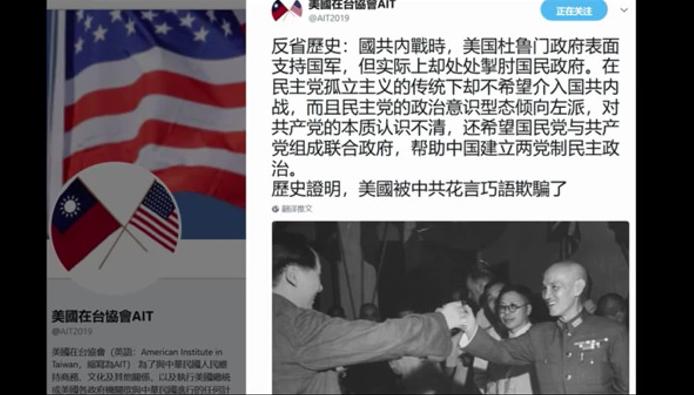 美國在台協會AIT
@AIT2019
正在关注
反省歷史：國共内戰時，美国杜鲁门政府表面
支持国军，但实际上却处处掣肘国民政府。在
民主党孤立主义的传统下却不希望介入国共内
战，而且民主党的政治意识型态倾向左派，对
共产党的本质认识不清，还希望国民党与共产
党组成联合政府，帮助中国建立两党制民主政
治。
歷史證明，美國被中共花言巧語欺騙了
翻译推文
美國在台協會AIT
@AIT2019
美國在台協會（英語：American Institute in
Taiwan，縮寫為AIT） 為了與中華民國人民維
持商務、文化及其他關係、以及執行美國總統
或美國各政府機關欲與中華民國進行的任何計